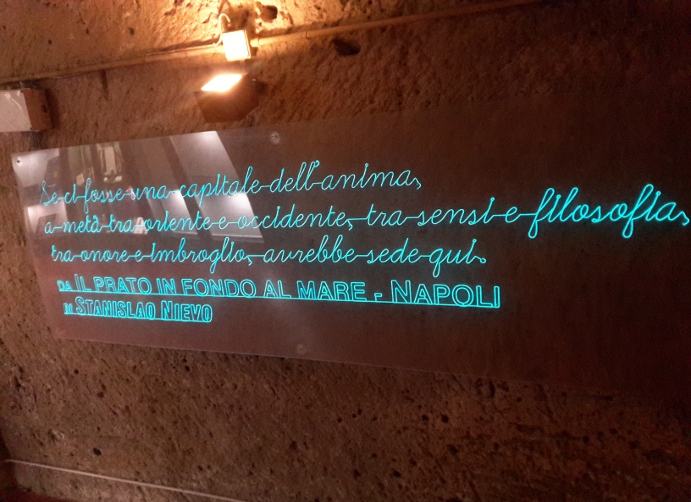 Se ci fosse una capitale dell'anima,
a metà tra oriente e occidente, tra sensi e filosofia,
tra onore e imbroglio, avrebbe sede qui.
DA IL PRATO IN FONDO AL MARE - NAPOLI
DI STANISLAO NIEVO